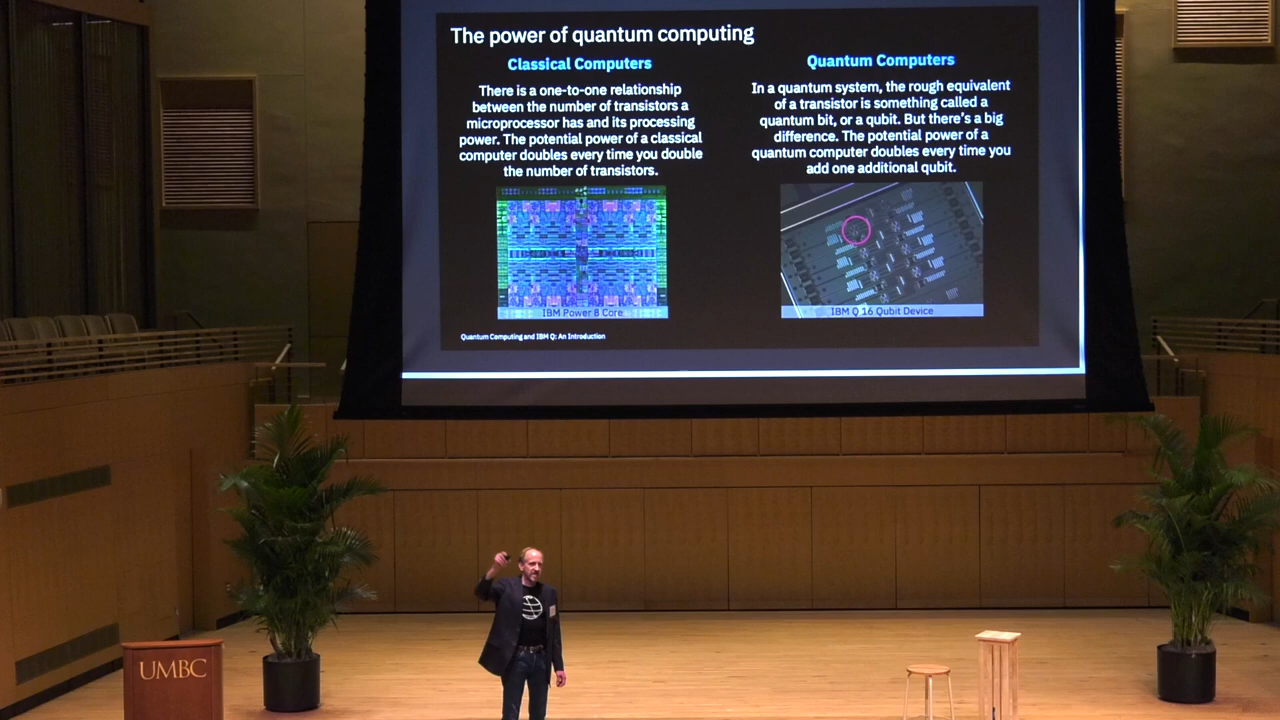 The power of quantum computing
Classical Computers
There is a one-to-one relationship
between the number of transistors a
microprocessor has and its processing
power. The potential power of a classical
computer doubles every time you double
the number of transistors.
IBM Power 8 Core
Quantum Computers
In a quantum system, the rough equivalent
of a transistor is something called a
quantum bit, or a qubit. But there's a big
difference. The potential power of a
quantum computer doubles every time you
add one additional qubit.
IBM Q 16 Qubit Device
Quantum Computing and IBM Q: An Introduction
UMBC